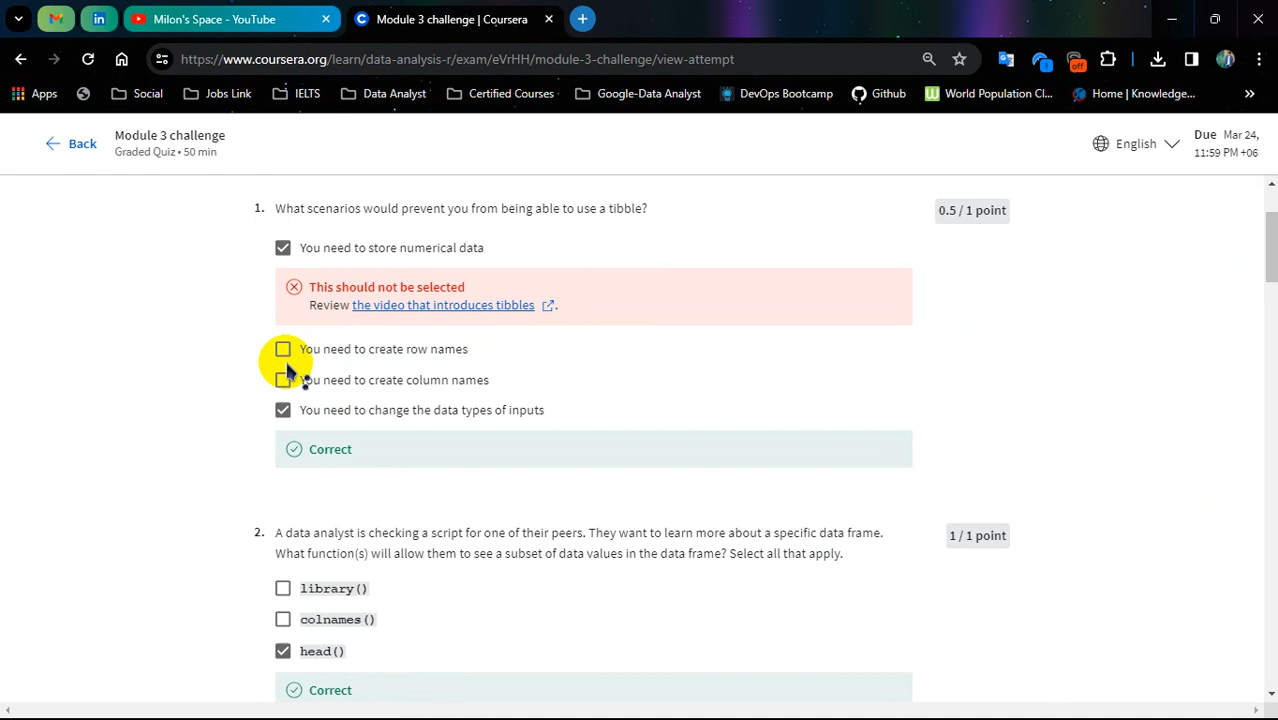 Milon's Space - YouTube
Module 3 challenge | Coursera
https://www.coursera.org/learn/data-analysis-r/exam/eVrHH/module-3-challenge/view-attempt
off
Apps
Social
Jobs Link
IELTS
Data Analyst
Certified Courses
Google-Data Analyst
DevOps Bootcamp
Github
World Population Cl...
Home | Knowledge...
Back
Module 3 challenge
Graded Quiz • 50 min
English
Due Mar 24,
11:59 PM +06
1. What scenarios would prevent you from being able to use a tibble?
0.5 / 1 point
You need to store numerical data
This should not be selected
Review the video that introduces tibbles.
You need to create row names
You need to create column names
You need to change the data types of inputs
Correct
2. A data analyst is checking a script for one of their peers. They want to learn more about a specific data frame.
What function(s) will allow them to see a subset of data values in the data frame? Select all that apply.
1 / 1 point
library()
colnames()
head()
Correct